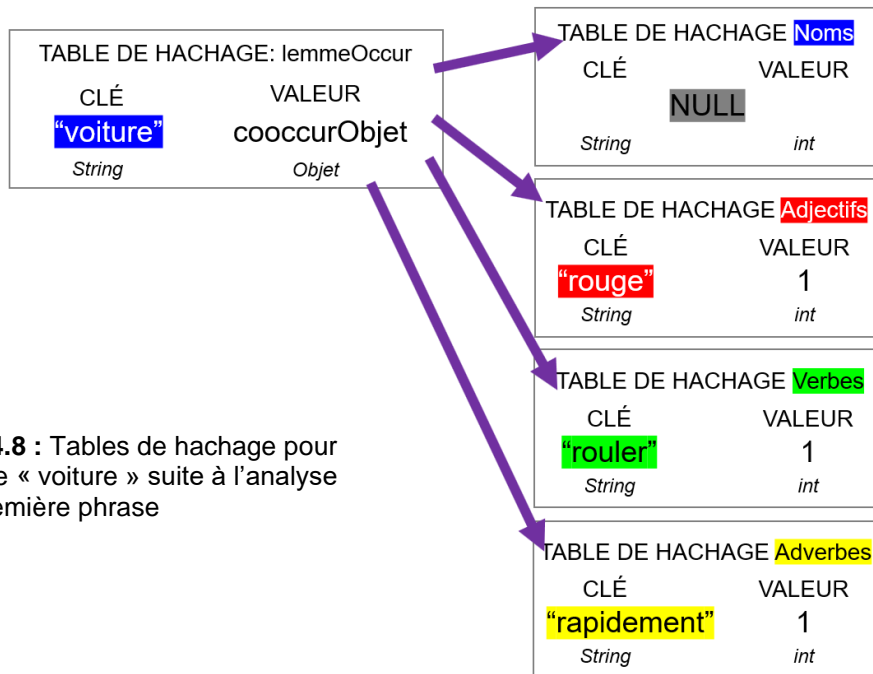 TABLE DE HACHAGE: lemmeOccur
CLÉ VALEUR
“voiture” cooccurObjet
String Objet
TABLE DE HACHAGE Noms
CLÉ VALEUR
NULL
String int
TABLE DE HACHAGE Adjectifs
CLÉ VALEUR
“rouge” 1
String int
TABLE DE HACHAGE Verbes
CLÉ VALEUR
“rouler” 1
String int
TABLE DE HACHAGE Adverbes
CLÉ VALEUR
“rapidement” 1
String int
.8 : Tables de hachage pour
« voiture » suite à l’analyse
phrase